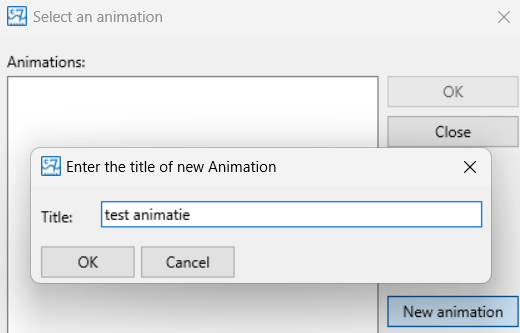 Select an animation
Animations:
OK
Close
Enter the title of new Animation
Title:
test animatie
OK
Cancel
New animation